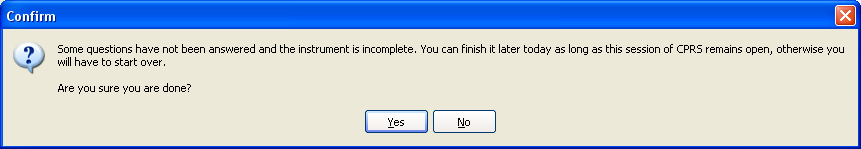 Confirm
Some questions have not been answered and the instrument is incomplete. You can finish it later today as long as this session of CPRS remains open, otherwise you
will have to start over.
Are you sure you are done?
Yes
No